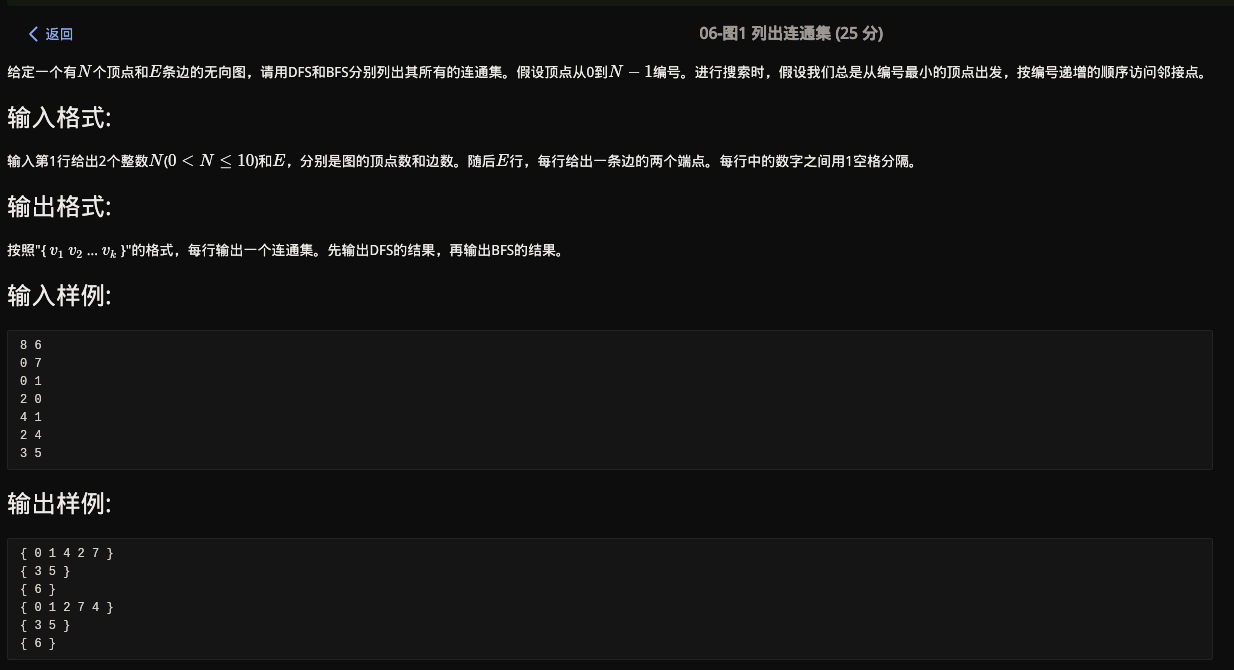 返回
06-图1 列出连通集 (25 分)
给定一个有N个顶点和E条边的无向图，请用DFS和BFS分别列出其所有的连通集。假设顶点从0到N − 1编号。进行搜索时，假设我们总是从编号最小的顶点出发，按编号递增的顺序访问邻接点。
输入格式:
输入第1行给出2个整数N(0 < N ≤ 10)和E，分别是图的顶点数和边数。随后E行，每行给出一条边的两个端点。每行中的数字之间用1空格分隔。
输出格式:
按照"{ v₁ v₂ ... vₖ }"的格式，每行输出一个连通集。先输出DFS的结果，再输出BFS的结果。
输入样例:
8 6
0 7
0 1
2 0
4 1
2 4
3 5
输出样例:
{ 0 1 4 2 7 }
{ 3 5 }
{ 6 }
{ 0 1 2 7 4 }
{ 3 5 }
{ 6 }